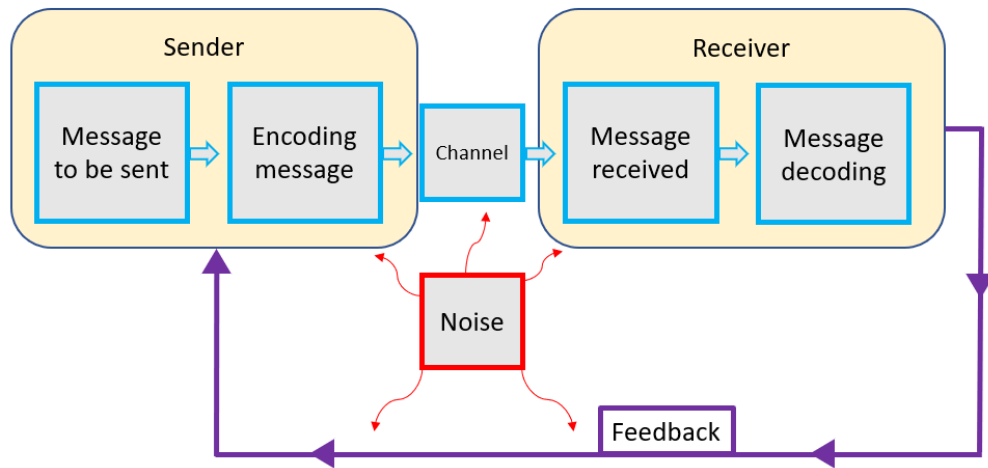 Sender
Receiver
Message
to be sent
Encoding
message
Channel
Message
received
Message
decoding
Noise
Feedback